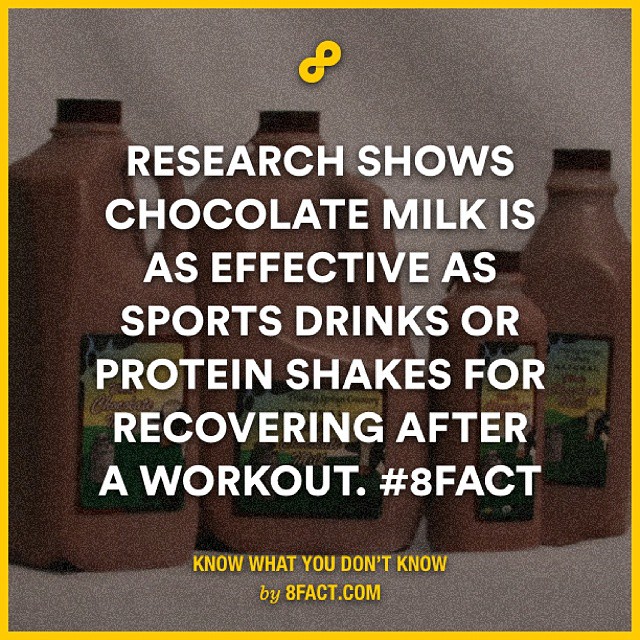 RESEARCH SHOWS
CHOCOLATE MILK IS
AS EFFECTIVE AS
SPORTS DRINKS OR
PROTEIN SHAKES FOR
RECOVERING AFTER
A WORKOUT. #8FACT
KNOW WHAT YOU DON'T KNOW
by 8FACT.COM